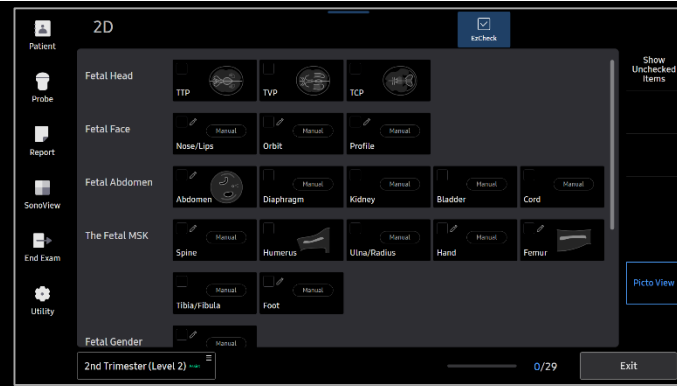 2D
EzCheck
Patient
Probe
Report
SonoView
End Exam
Utility
Fetal Head
TTP
TVP
TCP
Fetal Face
Manual
Nose/Lips
Manual
Orbit
Manual
Profile
Fetal Abdomen
Abdomen
Manual
Diaphragm
Manual
Kidney
Manual
Bladder
Manual
Cord
The Fetal MSK
Manual
Spine
Humerus
Manual
Ulna/Radius
Manual
Hand
Femur
Manual
Tibia/Fibula
Manual
Foot
Fetal Gender
Manual
Show
Unchecked
Items
Picto View
2nd Trimester (Level 2)
0/29
Exit